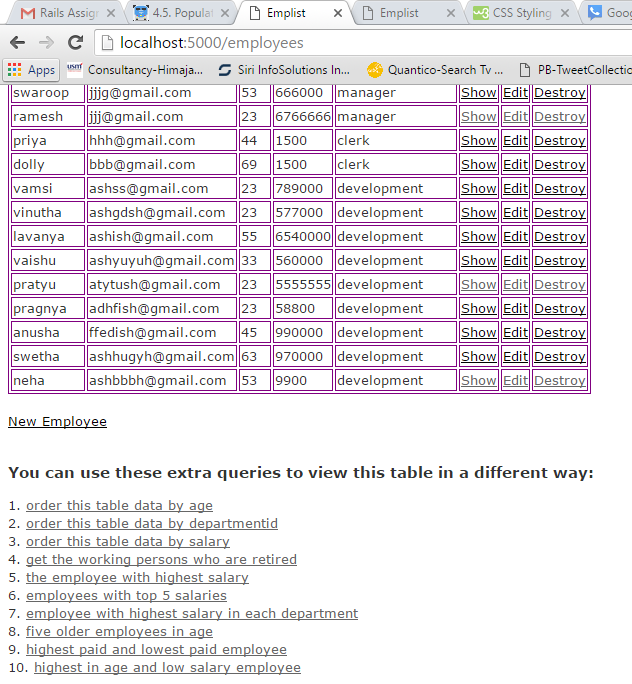 Rails Assign
4.5. Populat
Emplist
Emplist
CSS Styling
Goog
localhost:5000/employees
Apps
usmf
Consultancy-Himaja...
Siri InfoSolutions In...
Quantico-Search Tv ...
PB-TweetCollectio
swaroop jjjg@gmail.com 53 666000 manager Show Edit Destroy
ramesh jjj@gmail.com 23 6766666 manager Show Edit Destroy
priya hhh@gmail.com 44 1500 clerk Show Edit Destroy
dolly bbb@gmail.com 69 1500 clerk Show Edit Destroy
vamsi ashss@gmail.com 23 789000 development Show Edit Destroy
vinutha ashgdsh@gmail.com 23 577000 development Show Edit Destroy
lavanya ashish@gmail.com 55 6540000 development Show Edit Destroy
vaishu ashyuyuh@gmail.com 33 560000 development Show Edit Destroy
pratyu atytush@gmail.com 23 5555555 development Show Edit Destroy
pragnya adhfish@gmail.com 23 58800 development Show Edit Destroy
anusha ffedish@gmail.com 45 990000 development Show Edit Destroy
swetha ashhugyh@gmail.com 63 970000 development Show Edit Destroy
neha ashbbbh@gmail.com 53 9900 development Show Edit Destroy
New Employee
You can use these extra queries to view this table in a different way:
1. order this table data by age
2. order this table data by departmentid
3. order this table data by salary
4. get the working persons who are retired
5. the employee with highest salary
6. employees with top 5 salaries
7. employee with highest salary in each department
8. five older employees in age
9. highest paid and lowest paid employee
10. highest in age and low salary employee